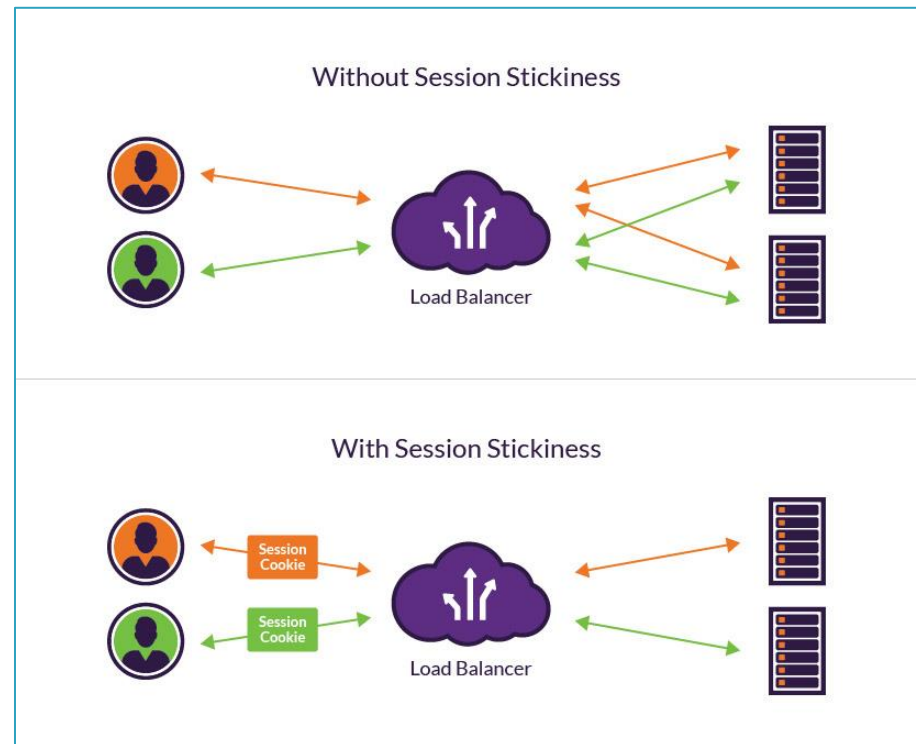 Without Session Stickiness
Load Balancer
With Session Stickiness
Session
Cookie
Session
Cookie
Load Balancer